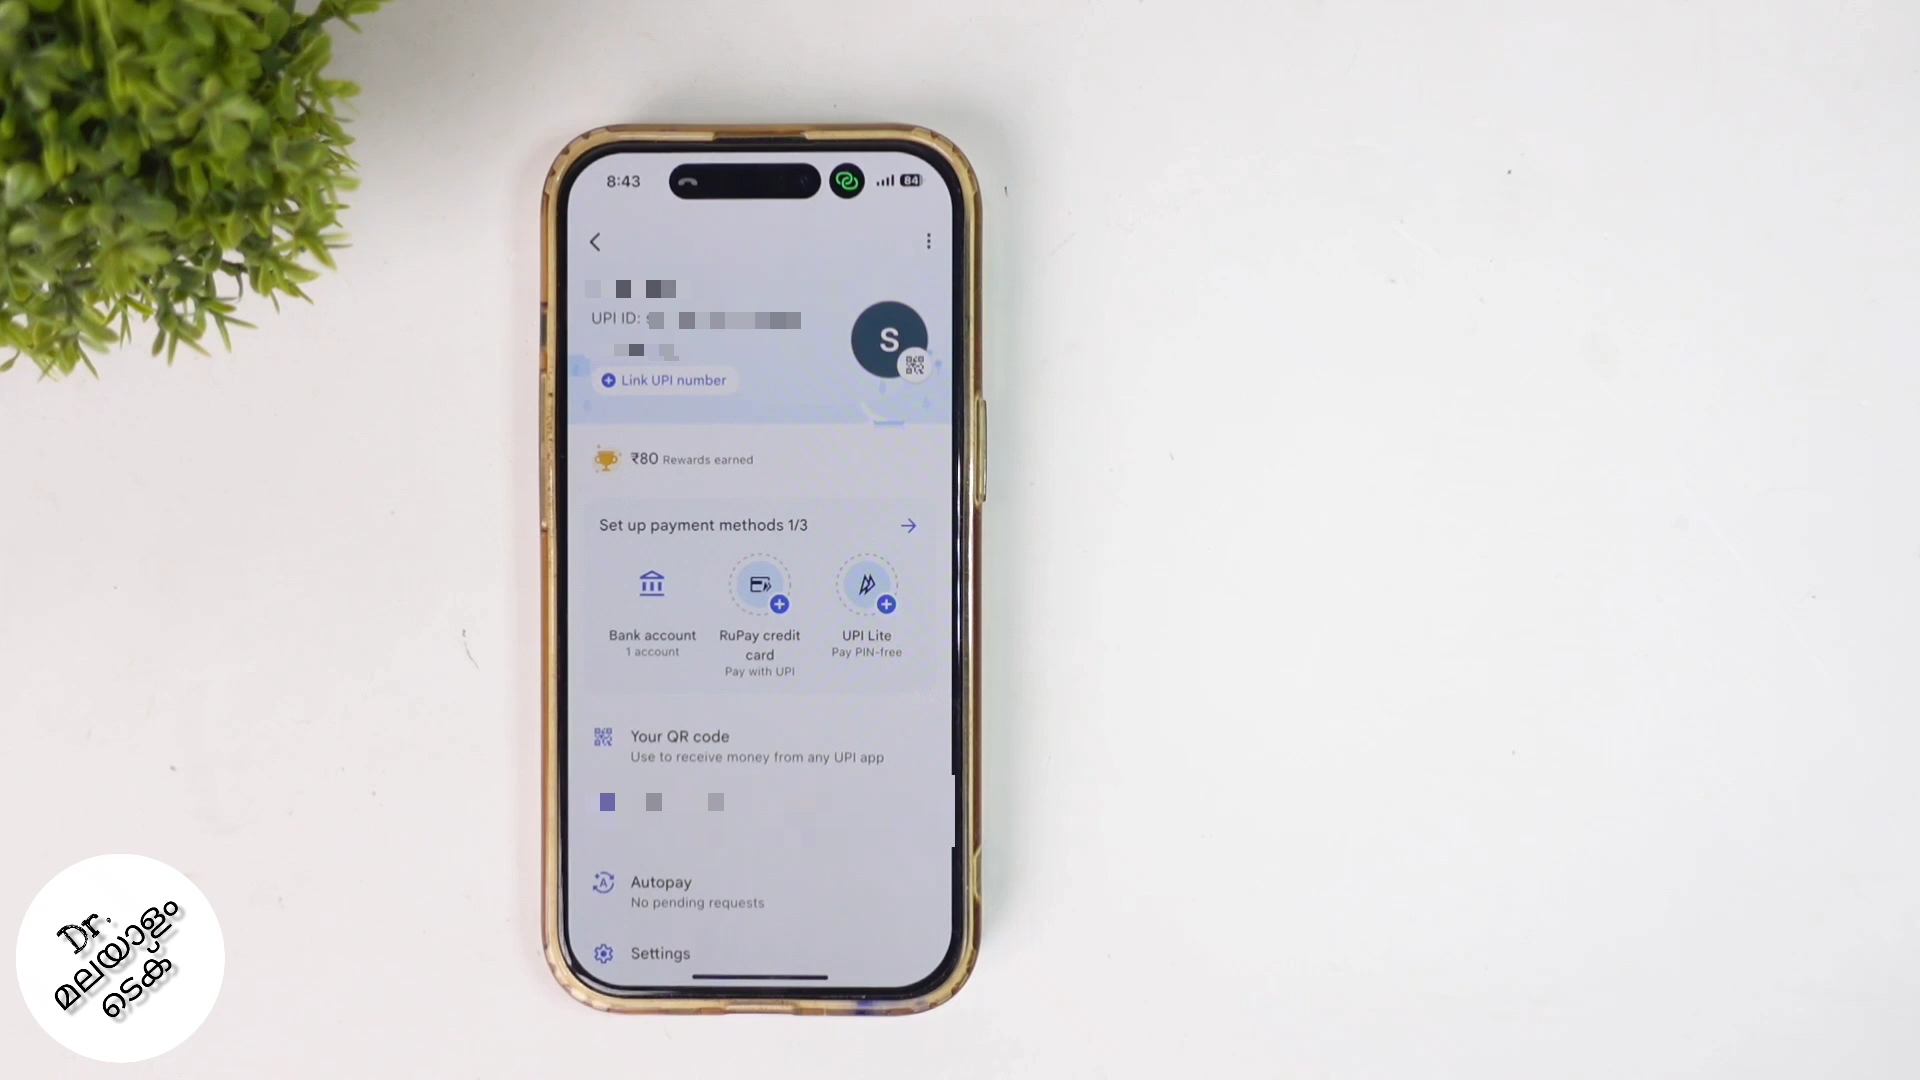 8:43
84
UPI ID:
S
Link UPI number
₹80 Rewards earned
Set up payment methods 1/3
Bank account
1 account
RuPay credit
card
Pay with UPI
UPI Lite
Pay PIN-free
Your QR code
Use to receive money from any UPI app
Autopay
No pending requests
Settings
Dr.
മലയാളം
ടെക്